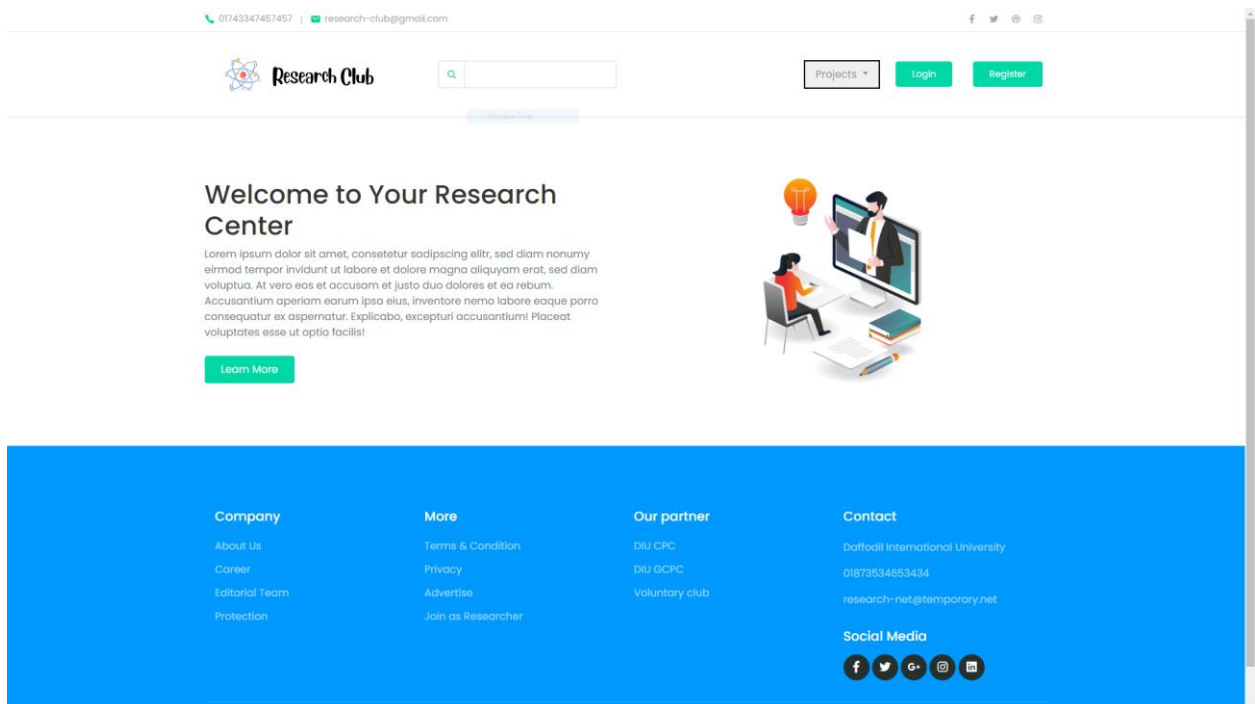 01743347457457 | research-club@gmail.com
Research Club
Projects
Login
Register
Welcome to Your Research
Center
Lorem ipsum dolor sit amet, consetetur sadipscing elitr, sed diam nonumy
eirmod tempor invidunt ut labore et dolore magna aliquyam erat, sed diam
voluptua. At vero eos et accusam et justo duo dolores et ea rebum.
Accusantium aperiam earum ipsa eius, inventore nemo labore eaque porro
consequatur ex aspernatur. Explicabo, excepturi accusantium! Placeat
voluptates esse ut optio facilis!
Learn More
Company
About Us
Career
Editorial Team
Protection
More
Terms & Condition
Privacy
Advertise
Join as Researcher
Our partner
DIU CPC
DIU GCPC
Voluntary club
Contact
Daffodil International University
01873534653434
research-net@temporary.net
Social Media